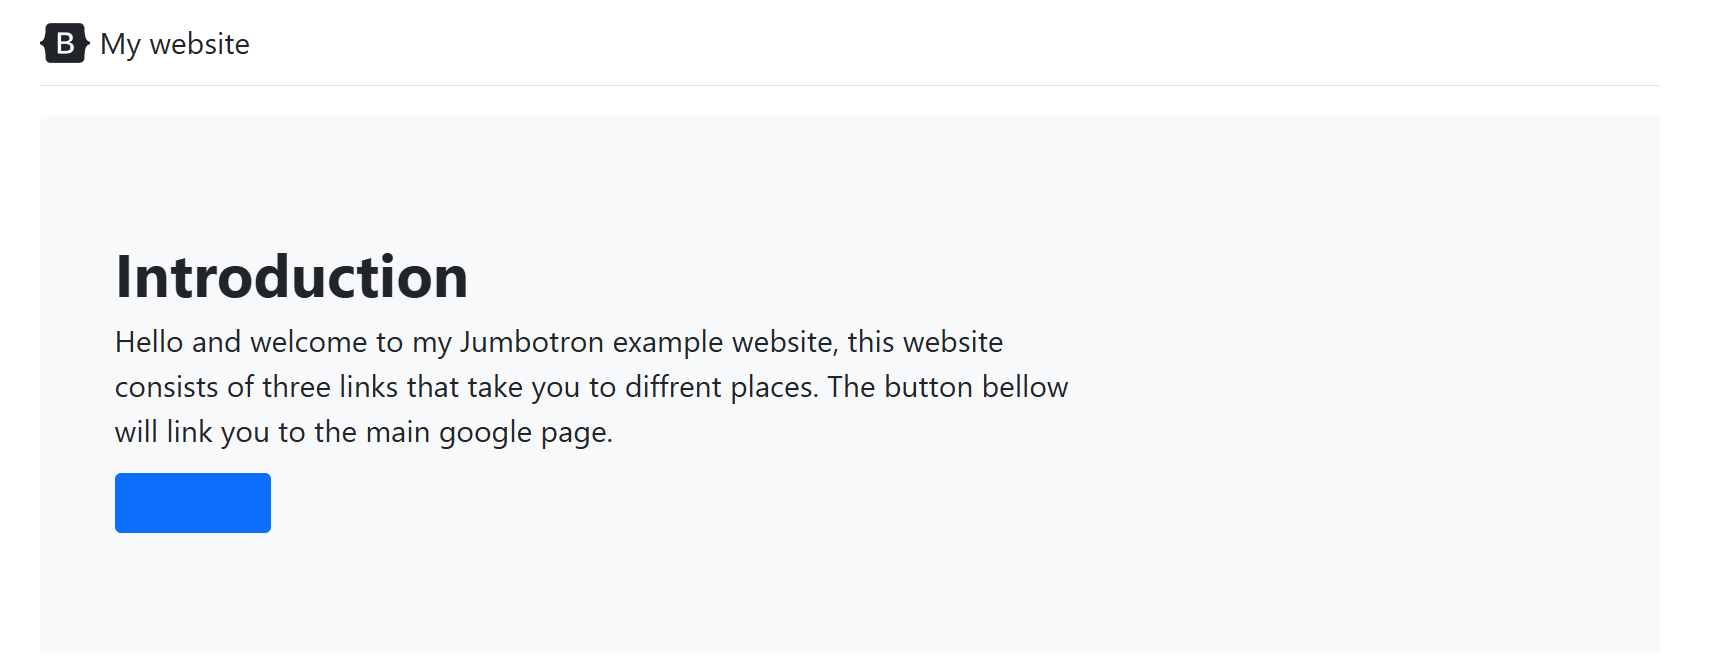 B My website
Introduction
Hello and welcome to my Jumbotron example website, this website
consists of three links that take you to diffrent places. The button bellow
will link you to the main google page.